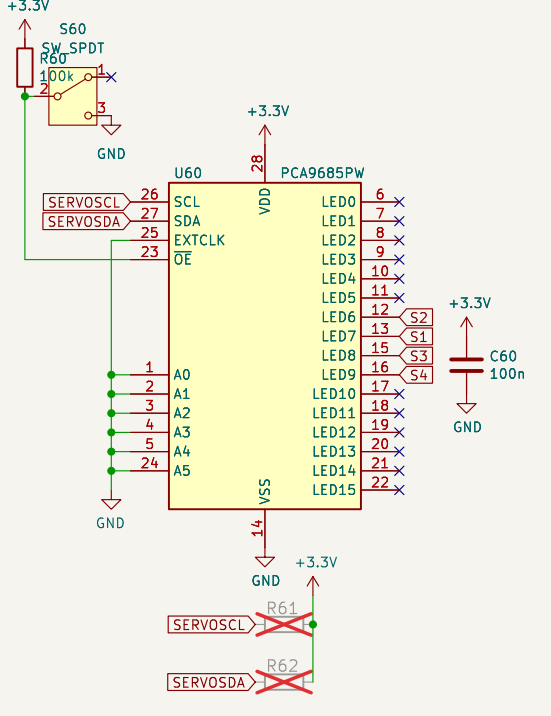 +3.3V
S60
SW_SPDT
R60
100k
1
2
3
GND
+3.3V
28
U60
PCA9685PW
VDD
SERVOSCL 26 SCL
LED0 6
SERVOSDA 27 SDA
LED1 7
25 EXTCLK
LED2 8
23 OE
LED3 9
LED4 10
LED5 11
LED6 12 S2
LED7 13 S1
LED8 15 S3
1 A0
LED9 16 S4
2 A1
LED10 17
3 A2
LED11 18
4 A3
LED12 19
5 A4
LED13 20
24 A5
LED14 21
LED15 22
+3.3V
C60
100n
GND
VSS
14
GND
GND
+3.3V
R61
SERVOSCL
R62
SERVOSDA